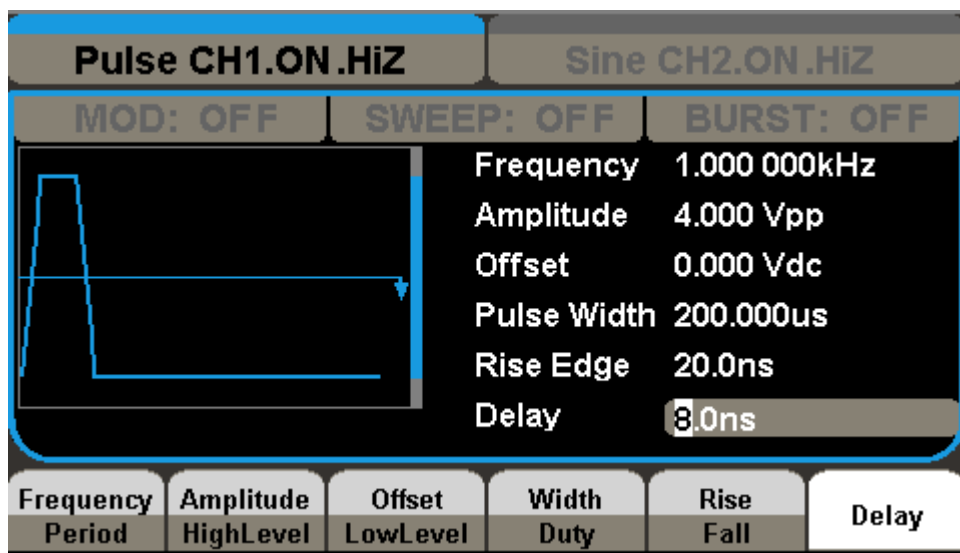 Pulse CH1.ON.HiZ
Sine CH2.ON.HiZ
MOD: OFF
SWEEP: OFF
BURST: OFF
Frequency 1.000 000kHz
Amplitude 4.000 Vpp
Offset 0.000 Vdc
Pulse Width 200.000us
Rise Edge 20.0ns
Delay 8.0ns
Frequency Amplitude Offset Width Rise Delay
Period HighLevel LowLevel Duty Fall